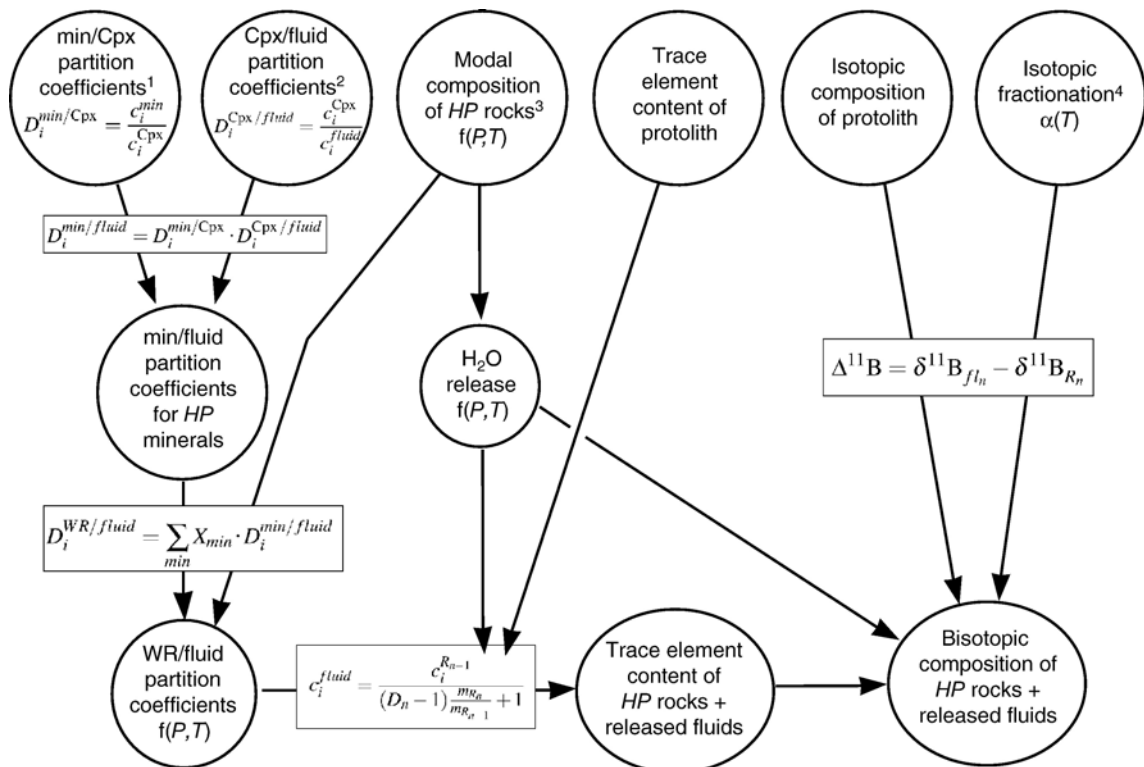 min/Cpx
partition
coefficients¹
D_i^{min/Cpx} = \frac{c_i^{min}}{c_i^{Cpx}}
Cpx/fluid
partition
coefficients²
D_i^{Cpx/fluid} = \frac{c_i^{Cpx}}{c_i^{fluid}}
Modal
composition
of HP rocks³
f(P,T)
Trace
element
content of
protolith
Isotopic
composition
of protolith
Isotopic
fractionation⁴
α(T)
D_i^{min/fluid} = D_i^{min/Cpx} · D_i^{Cpx/fluid}
min/fluid
partition
coefficients
for HP
minerals
H₂O
release
f(P,T)
Δ¹¹B = δ¹¹B_{fl_n} − δ¹¹B_{R_n}
D_i^{WR/fluid} = \sum_{min} X_{min} · D_i^{min/fluid}
WR/fluid
partition
coefficients
f(P,T)
c_i^{fluid} = \frac{c_i^{R_{n-1}}}{(D_n − 1)\frac{m_{R_n}}{m_{R_{n-1}}} + 1}
Trace element
content of
HP rocks +
released fluids
Bisotopic
composition of
HP rocks +
released fluids